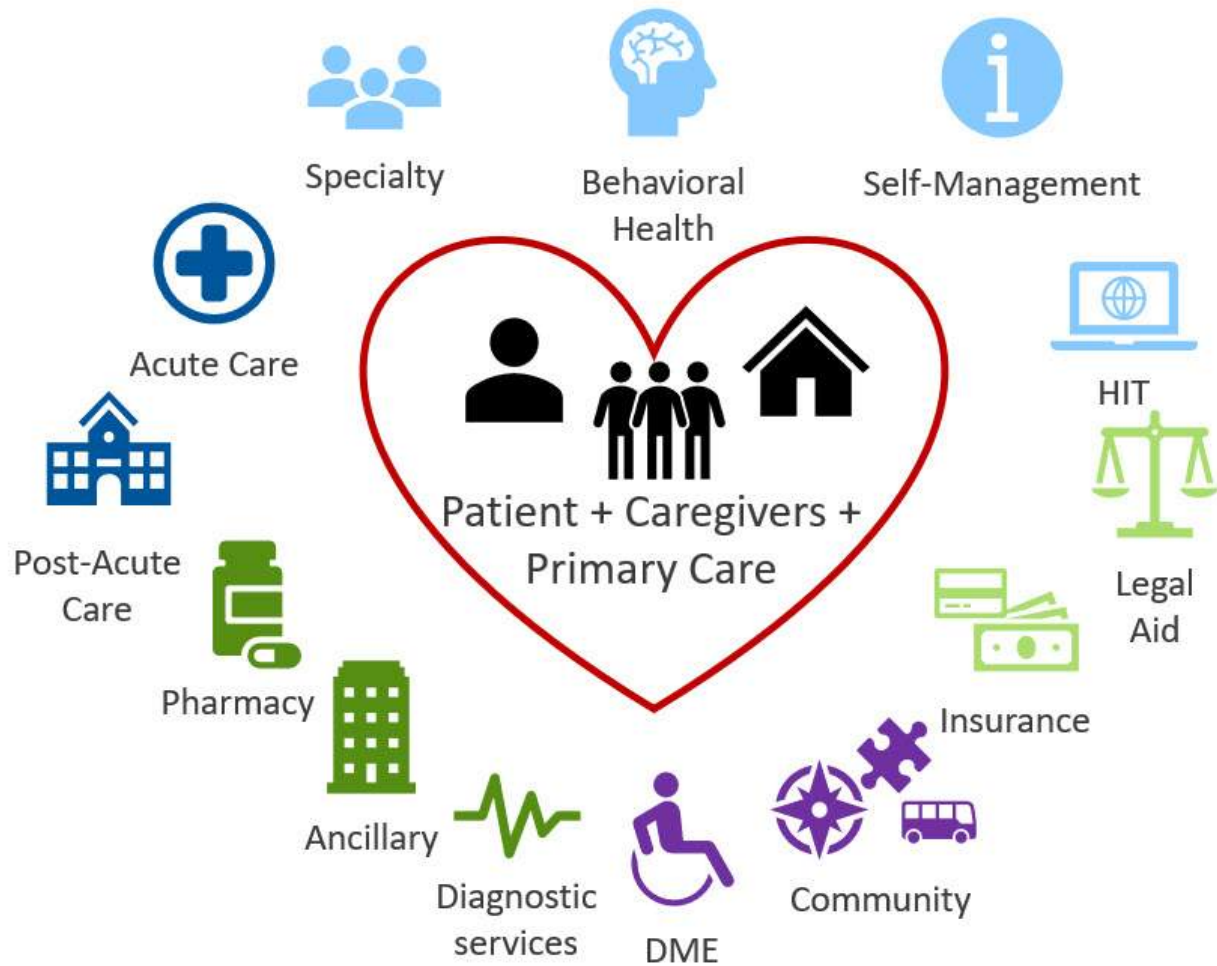 Specialty
Behavioral
Health
Self-Management
Acute Care
HIT
Patient + Caregivers +
Primary Care
Post-Acute
Care
Legal
Aid
Pharmacy
Insurance
Ancillary
Diagnostic
services
DME
Community